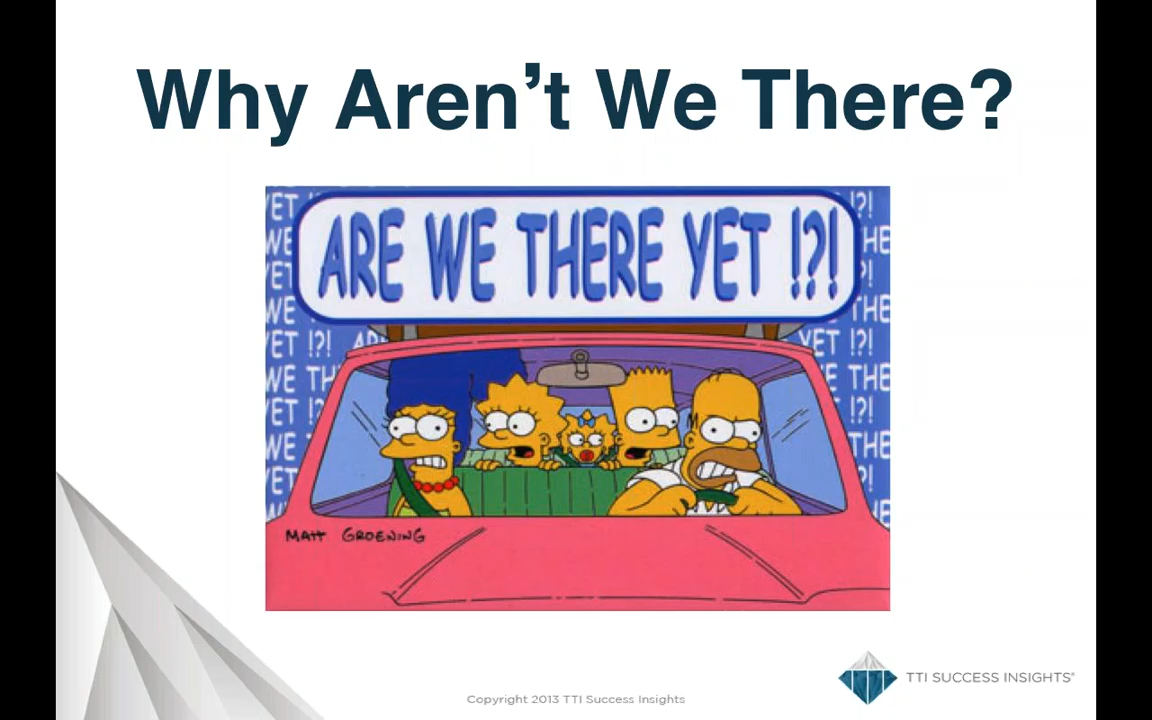 Why Aren’t We There?
ARE WE THERE YET !?!
MATT GROENING
TTI SUCCESS INSIGHTS®
Copyright 2013 TTI Success Insights